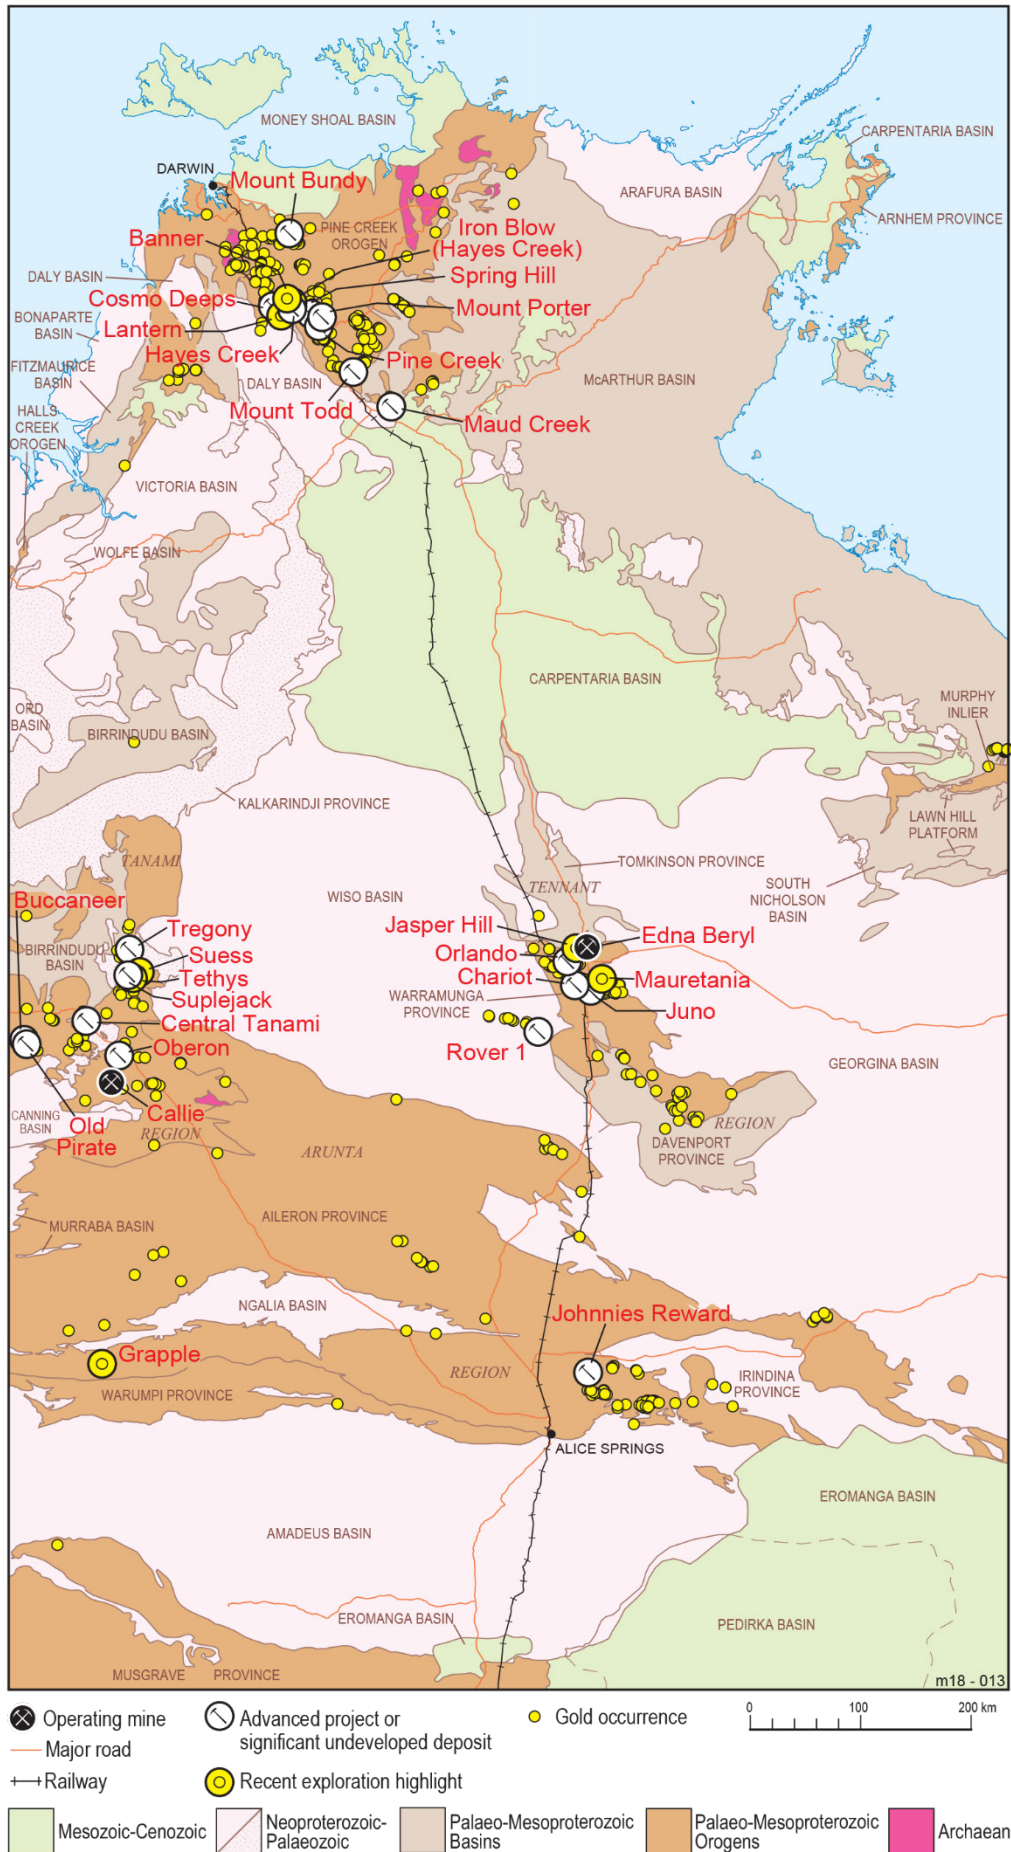 MONEY SHOAL BASIN
CARPENTARIA BASIN
DARWIN
Mount Bundy
ARAFURA BASIN
ARNHEM PROVINCE
PINE CREEK
OROGEN
Iron Blow
(Hayes Creek)
Banner
Spring Hill
DALY BASIN
Cosmo Deeps
Mount Porter
BONAPARTE
BASIN
Lantern
Hayes Creek
Pine Creek
FITZMAURICE
BASIN
DALY BASIN
McARTHUR BASIN
HALLS
CREEK
OROGEN
Mount Todd
Maud Creek
VICTORIA BASIN
WOLFE BASIN
CARPENTARIA BASIN
ORD
BASIN
BIRRINDUDU BASIN
MURPHY
INLIER
KALKARINDJI PROVINCE
LAWN HILL
PLATFORM
TANAMI
TOMKINSON PROVINCE
TENNANT
SOUTH
NICHOLSON
BASIN
WISO BASIN
Buccaneer
Tregony
Jasper Hill
Edna Beryl
BIRRINDUDU
BASIN
Suess
Orlando
Tethys
Chariot
Mauretania
Suplejack
WARRAMUNGA
PROVINCE
Juno
Central Tanami
Rover 1
Oberon
GEORGINA BASIN
Callie
CANNING
BASIN
Old
Pirate
REGION
REGION
ARUNTA
DAVENPORT
PROVINCE
AILERON PROVINCE
MURRABA BASIN
NGALIA BASIN
Johnnies Reward
Grapple
REGION
IRINDINA
PROVINCE
WARUMPI PROVINCE
ALICE SPRINGS
EROMANGA BASIN
AMADEUS BASIN
EROMANGA BASIN
PEDIRKA BASIN
MUSGRAVE PROVINCE
m18 - 013
Operating mine
Advanced project or
significant undeveloped deposit
Gold occurrence
0 100 200 km
Major road
Railway
Recent exploration highlight
Mesozoic-Cenozoic
Neoproterozoic-
Palaeozoic
Palaeo-Mesoproterozoic
Basins
Palaeo-Mesoproterozoic
Orogens
Archaean